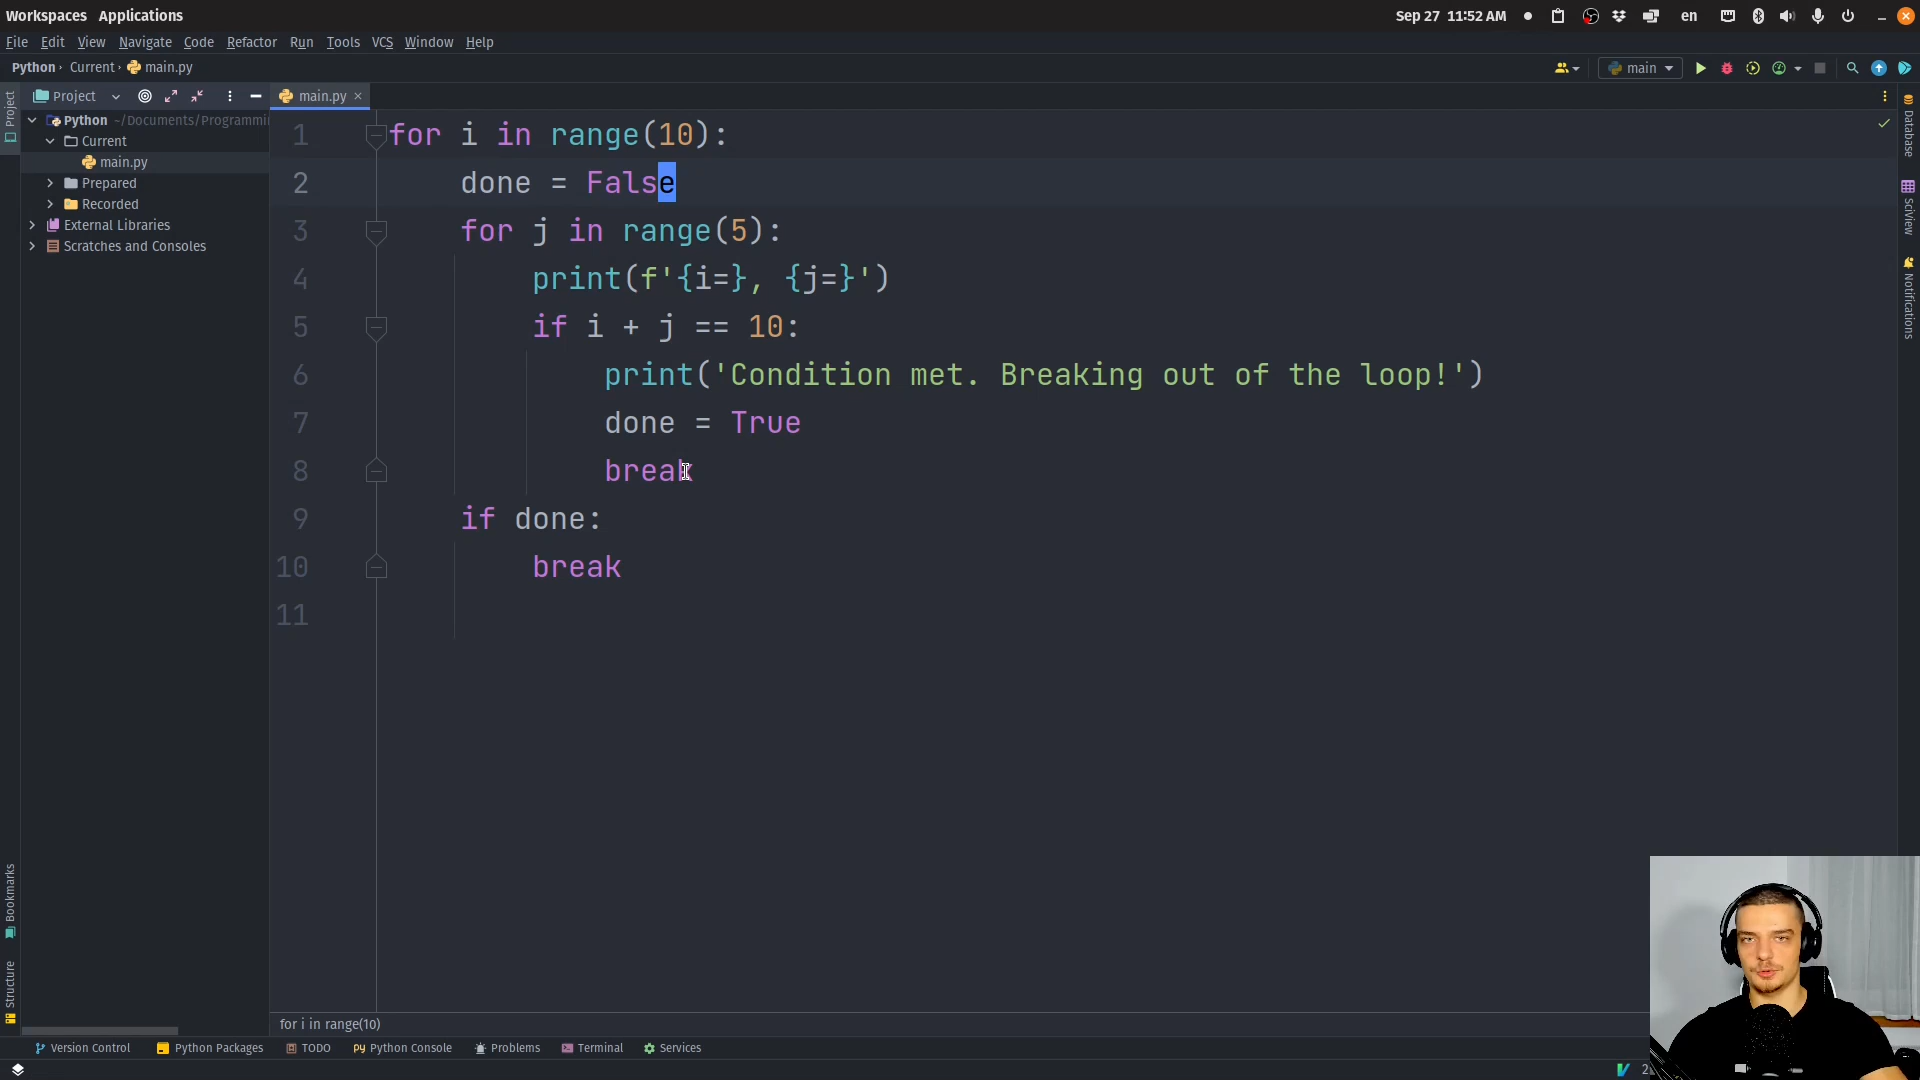 Workspaces Applications Sep 27 11:52 AM en
File Edit View Navigate Code Refactor Run Tools VCS Window Help
Python Current main.py main
Project main.py
Python ~/Documents/Programmi
Current
main.py
Prepared
Recorded
External Libraries
Scratches and Consoles
1 for i in range(10):
2 done = False
3 for j in range(5):
4 print(f'{i=}, {j=}')
5 if i + j == 10:
6 print('Condition met. Breaking out of the loop!')
7 done = True
8 break
9 if done:
10 break
11
Project
Bookmarks
Structure
Database
SciView
Notifications
for i in range(10)
Version Control Python Packages TODO Python Console Problems Terminal Services